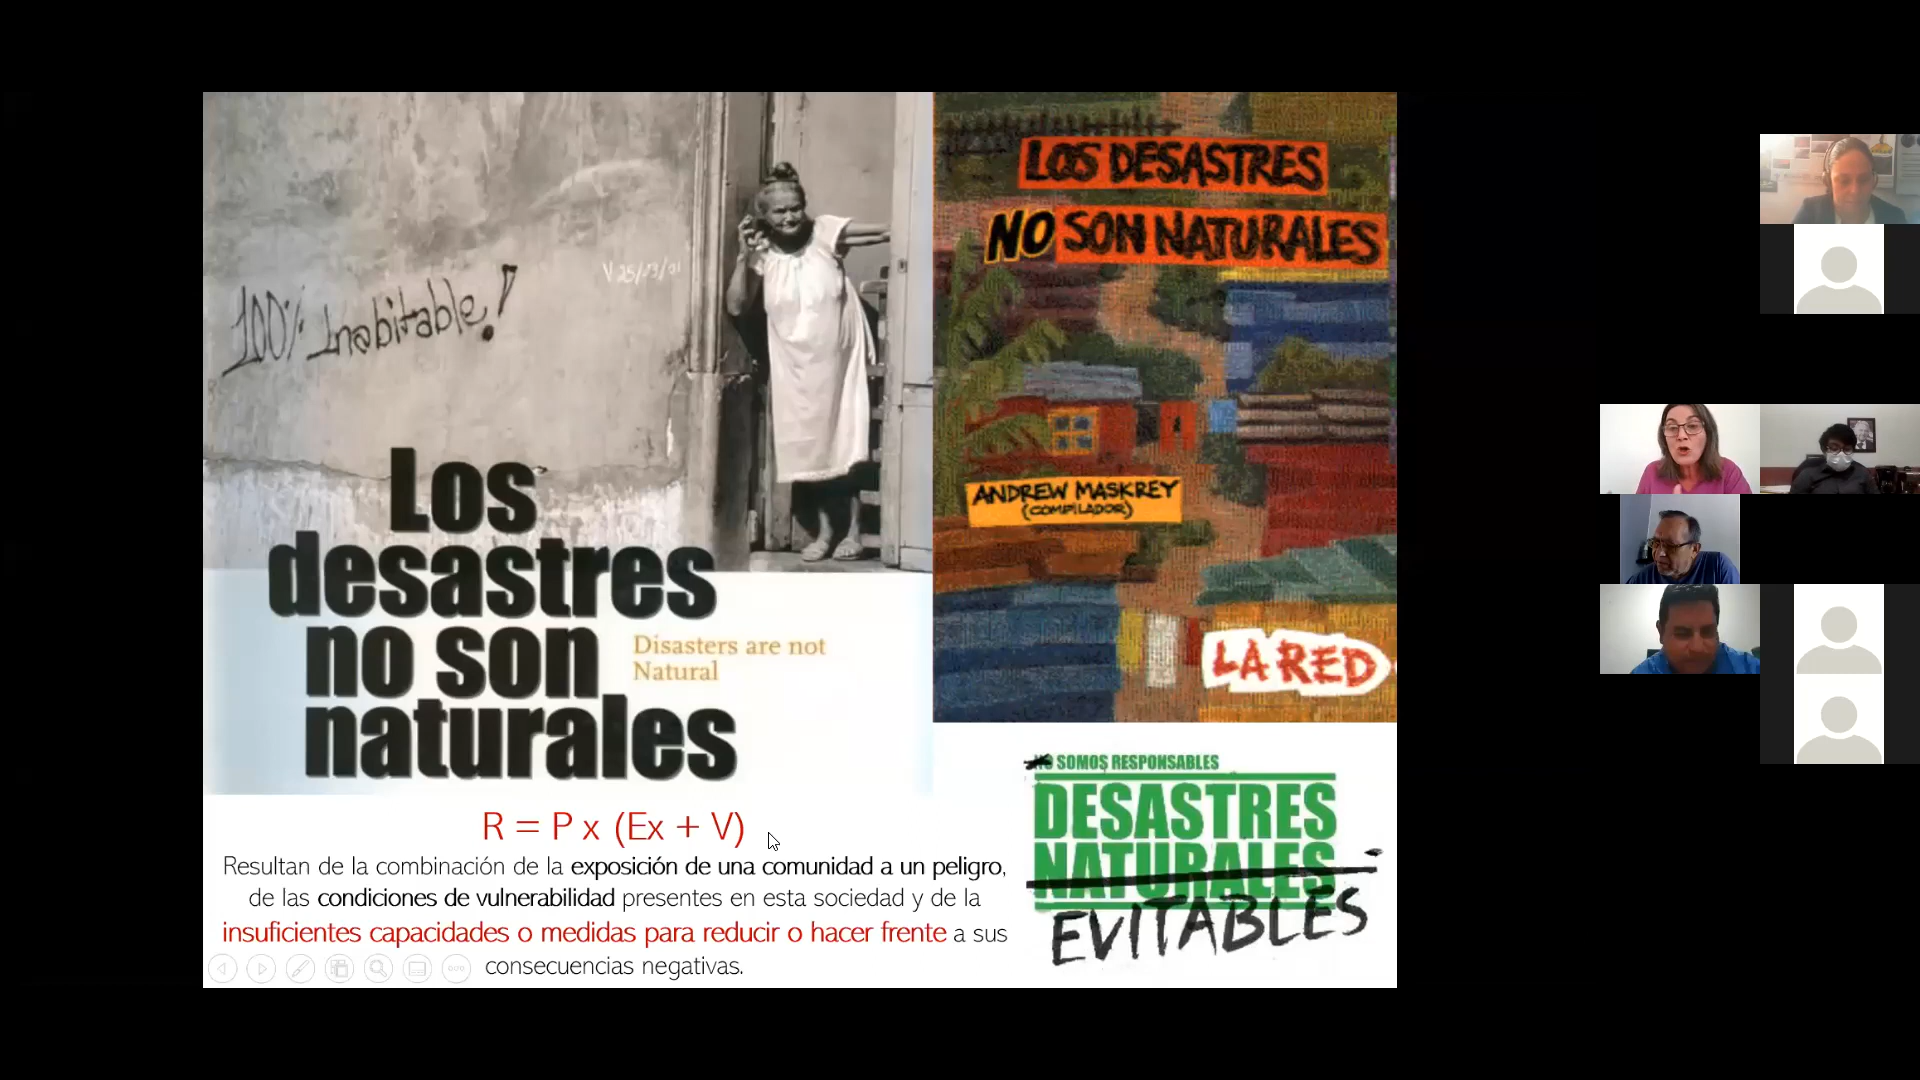 100% Inabitable!
V 25/13/01
Los
desastres
no son
naturales
Disasters are not
Natural
LOS DESASTRES
NO SON NATURALES
ANDREW MASKREY
(COMPILADOR)
LA RED
R = P x (Ex + V)
Resultan de la combinación de la exposición de una comunidad a un peligro,
de las condiciones de vulnerabilidad presentes en esta sociedad y de la
insuficientes capacidades o medidas para reducir o hacer frente a sus
consecuencias negativas.
NO SOMOS RESPONSABLES
DESASTRES
NATURALES
EVITABLES